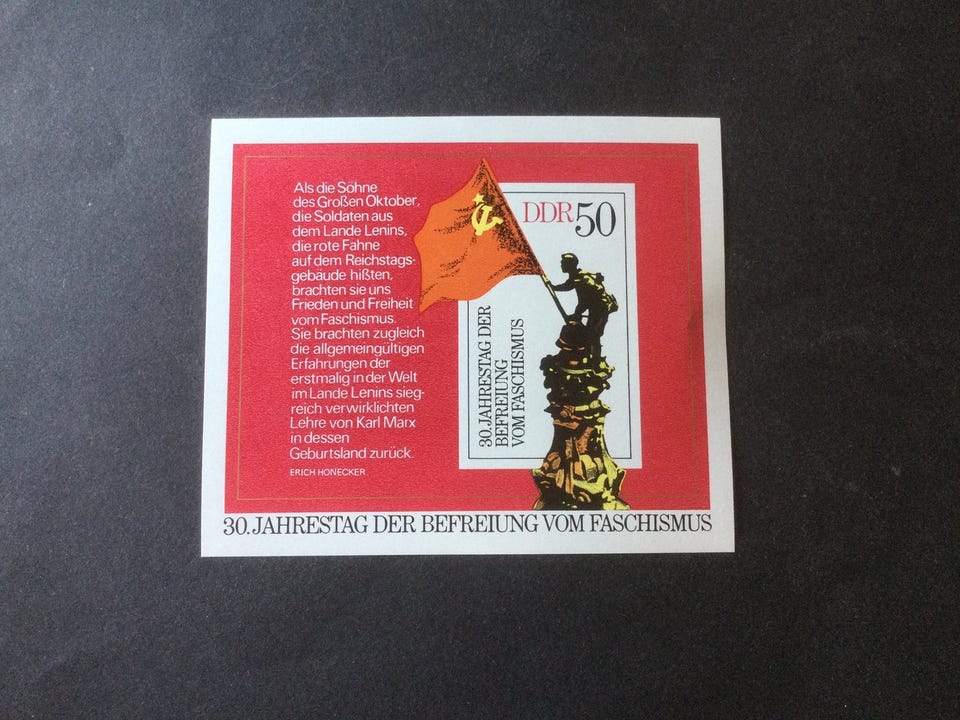 Als die Söhne
des Großen Oktober,
die Soldaten aus
dem Lande Lenins,
die rote Fahne
auf dem Reichstags-
gebäude hißten,
brachten sie uns
Frieden und Freiheit
vom Faschismus.
Sie brachten zugleich
die allgemeingültigen
Erfahrungen der
erstmalig in der Welt
im Lande Lenins sieg-
reich verwirklichten
Lehre von Karl Marx
in dessen
Geburtsland zurück.
ERICH HONECKER
DDR 50
30. JAHRESTAG DER
BEFREIUNG
VOM FASCHISMUS
30. JAHRESTAG DER BEFREIUNG VOM FASCHISMUS